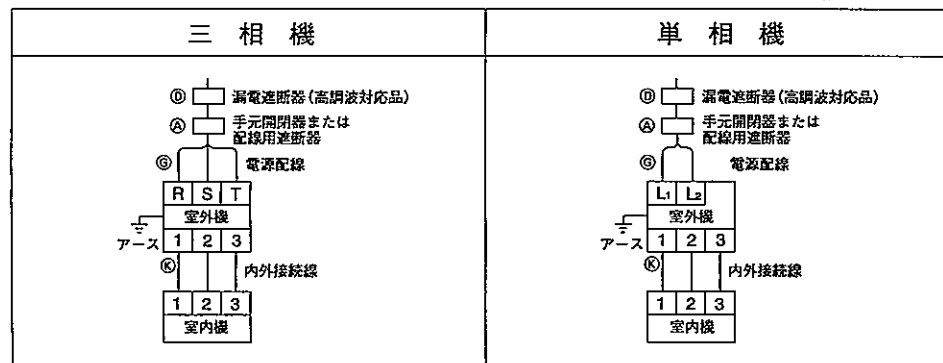 三相機
Ⓓ 漏電遮断器(高調波対応品)
Ⓐ 手元開閉器または
配線用遮断器
Ⓖ 電源配線
R S T
室外機
アース
1 2 3
Ⓚ 内外接続線
1 2 3
室内機
単相機
Ⓓ 漏電遮断器(高調波対応品)
Ⓐ 手元開閉器または
配線用遮断器
Ⓖ 電源配線
L1 L2
室外機
アース
1 2 3
Ⓚ 内外接続線
1 2 3
室内機